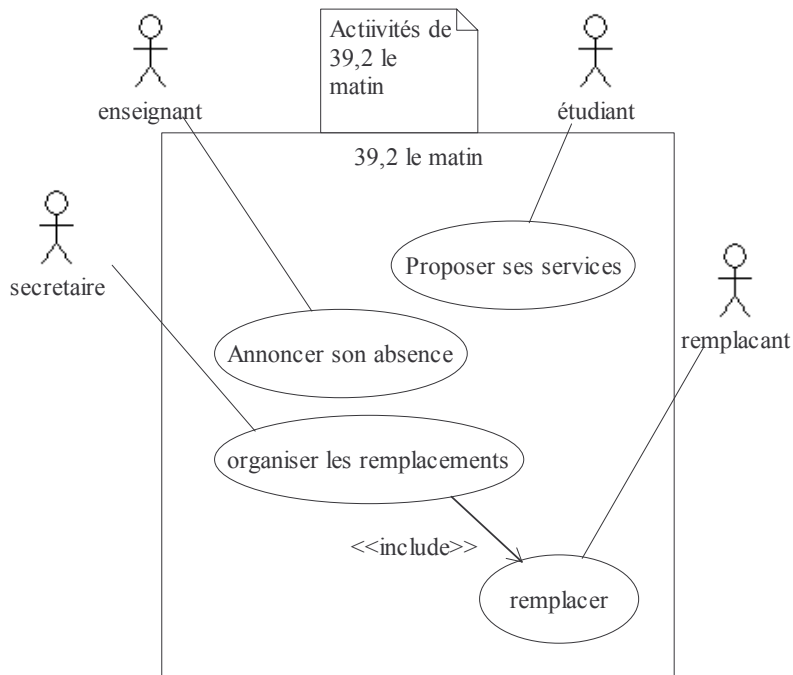 Actiivités de
39,2 le
matin
enseignant
étudiant
39,2 le matin
secretaire
Proposer ses services
remplacant
Annoncer son absence
organiser les remplacements
<<include>>
remplacer